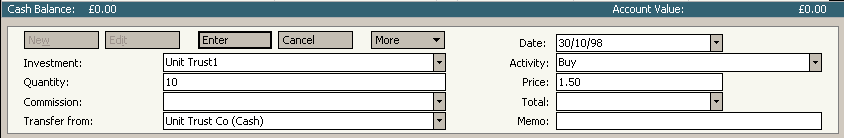 Cash Balance: £0.00 Account Value: £0.00
New Edit Enter Cancel More Date: 30/10/98
Investment: Unit Trust1 Activity: Buy
Quantity: 10 Price: 1.50
Commission: Total:
Transfer from: Unit Trust Co (Cash) Memo: